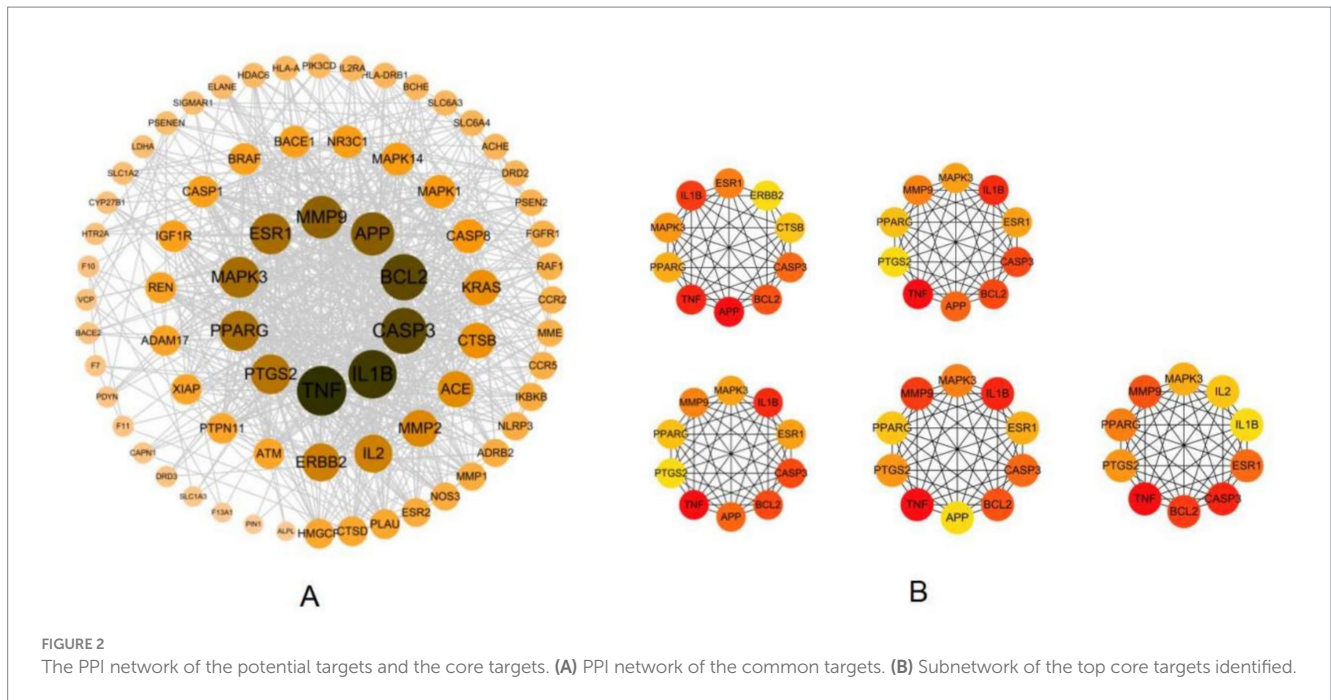 HLA-A
PIK3CD
IL2RA
HLA-DRB1
BCHE
SLC6A3
SLC6A4
ACHE
DRD2
PSEN2
FGFR1
RAF1
CCR2
MME
CCR5
IKBKB
NLRP3
ADRB2
MMP1
NOS3
ESR2
PLAU
CTSD
HMGCR
ALPL
PIN1
F13A1
SLC1A3
DRD3
CAPN1
F11
PDYN
F7
BACE2
VCP
F10
HTR2A
CYP27B1
SLC1A2
LDHA
PSENEN
SIGMAR1
ELANE
HDAC6
BACE1
NR3C1
MAPK14
MAPK1
CASP8
KRAS
CTSB
ACE
MMP2
IL2
ERBB2
ATM
PTPN11
XIAP
ADAM17
REN
IGF1R
CASP1
BRAF
MMP9
APP
BCL2
CASP3
IL1B
TNF
PTGS2
PPARG
MAPK3
ESR1
A
ESR1
ERBB2
CTSB
CASP3
BCL2
APP
TNF
PPARG
MAPK3
IL1B
MAPK3
IL1B
ESR1
CASP3
BCL2
APP
TNF
PTGS2
PPARG
MMP9
MAPK3
IL1B
ESR1
CASP3
BCL2
APP
TNF
PTGS2
PPARG
MMP9
MAPK3
IL1B
ESR1
CASP3
BCL2
APP
TNF
PTGS2
PPARG
MMP9
MAPK3
IL2
IL1B
ESR1
CASP3
BCL2
TNF
PTGS2
PPARG
MMP9
B
FIGURE 2
The PPI network of the potential targets and the core targets. (A) PPI network of the common targets. (B) Subnetwork of the top core targets identified.